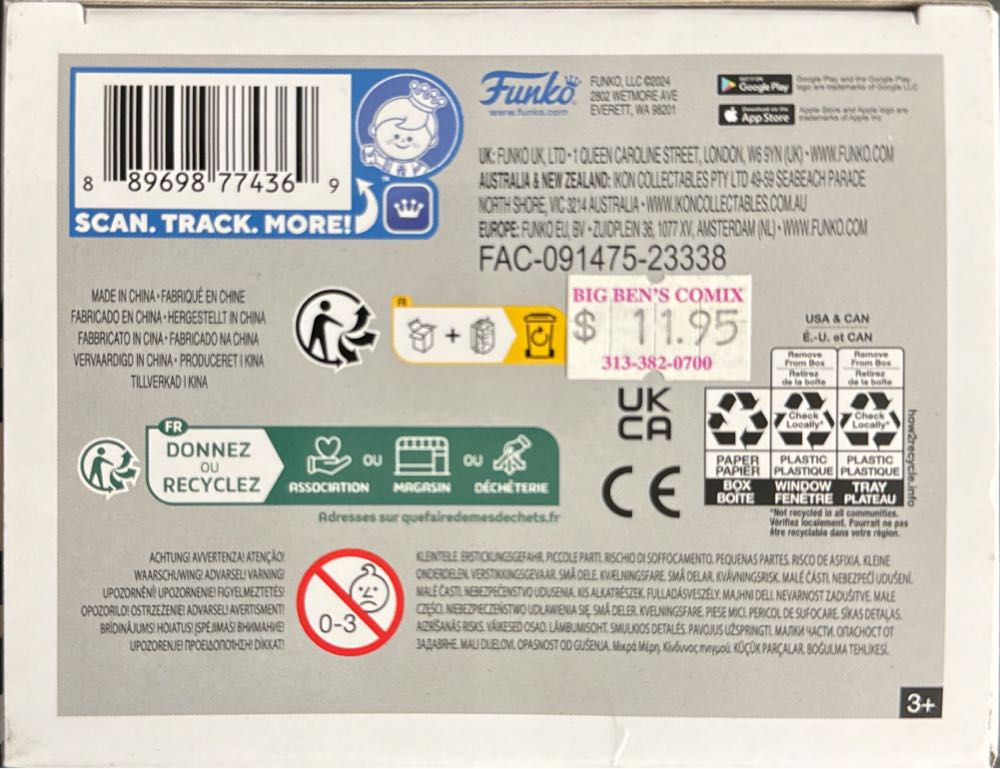 8 89698 77436 9
SCAN. TRACK. MORE!
Funko
www.funko.com
FUNKO, LLC ©2024
2802 WETMORE AVE
EVERETT, WA 98201
GET IT ON
Google Play
Google Play and the Google Play
logo are trademarks of Google LLC
Download on the
App Store
Apple Store and Apple logo are
trademarks of Apple Inc
UK: FUNKO UK, LTD • 1 QUEEN CAROLINE STREET, LONDON, W6 9YN (UK) • WWW.FUNKO.COM
AUSTRALIA & NEW ZEALAND: IKON COLLECTABLES PTY LTD 49-59 SEABEACH PARADE
NORTH SHORE, VIC 3214 AUSTRALIA • WWW.IKONCOLLECTABLES.COM.AU
EUROPE: FUNKO EU, BV • ZUIDPLEIN 36, 1077 XV, AMSTERDAM (NL) • WWW.FUNKO.COM
FAC-091475-23338
MADE IN CHINA • FABRIQUÉ EN CHINE
FABRICADO EN CHINA • HERGESTELLT IN CHINA
FABBRICATO IN CINA • FABRICADO NA CHINA
VERVAARDIGD IN CHINA • PRODUCERET I KINA
TILLVERKAD I KINA
FR
+
BIG BEN'S COMIX
$ 11.95
313-382-0700
USA & CAN
É.-U. et CAN
Remove From Box
Retirez de la boîte
Remove From Box
Retirez de la boîte
Check Locally*
Check Locally*
PAPER PAPIER
PLASTIC PLASTIQUE
PLASTIC PLASTIQUE
BOX BOÎTE
WINDOW FENÊTRE
TRAY PLATEAU
how2recycle.info
*Not recycled in all communities.
Vérifiez localement. Pourrait ne pas
être recyclable dans votre région.
UK
CA
CE
FR
DONNEZ
OU
RECYCLEZ
ASSOCIATION
OU
MAGASIN
OU
DÉCHÈTERIE
Adresses sur quefairedemesdechets.fr
ACHTUNG! AVVERTENZA! ATENÇÃO!
WAARSCHUWING! ADVARSEL! VARNING!
UPOZORNĚNÍ! UPOZORNENIE! FIGYELMEZTETÉS!
OPOZORILO! OSTRZEŻENIE! ADVARSEL! AVERTISMENT!
BRĪDINĀJUMS! HOIATUS! ĮSPĖJIMAS! ВНИМАНИЕ!
UPOZORENJE! ΠΡΟΕΙΔΟΠΟΙΗΣΗ! DİKKAT!
0-3
KLEINTEILE. ERSTICKUNGSGEFAHR. PICCOLE PARTI. RISCHIO DI SOFFOCAMENTO. PEQUENAS PARTES. RISCO DE ASFIXIA. KLEINE
ONDERDELEN. VERSTIKKINGSGEVAAR. SMÅ DELE. KVÆLNINGSFARE. SMÅ DELAR. KVÄVNINGSRISK. MALÉ ČÁSTI. NEBEZPEČÍ UDUŠENÍ.
MALÉ ČASTI. NEBEZPEČENSTVO UDUSENIA. KIS ALKATRÉSZEK. FULLADÁSVESZÉLY. MAJHNI DELI. NEVARNOST ZADUŠITVE. MAŁE
CZĘŚCI. NIEBEZPIECZEŃSTWO UDŁAWIENIA SIĘ. SMÅ DELER. KVELNINGSFARE. PIESE MICI. PERICOL DE SUFOCARE. SĪKAS DETAĻAS.
AIZRĪŠANĀS RISKS. VÄIKESED OSAD. LÄMBUMISOHT. SMULKIOS DETALĖS. PAVOJUS UŽSPRINGTI. МАЛКИ ЧАСТИ. ОПАСНОСТ ОТ
ЗАДАВЯНЕ. MALI DIJELOVI. OPASNOST OD GUŠENJA. Μικρά Μέρη. Κίνδυνος πνιγμού. KÜÇÜK PARÇALAR. BOĞULMA TEHLİKESİ.
3+